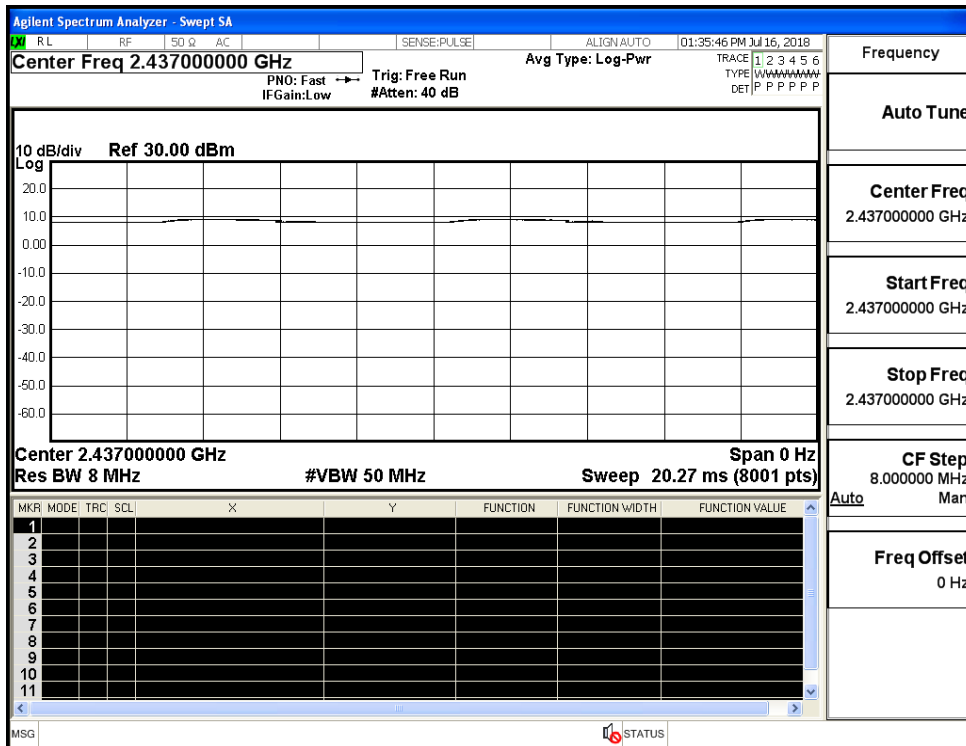 Agilent Spectrum Analyzer - Swept SA
LXI RL RF 50 Ω AC SENSE:PULSE ALIGN AUTO 01:35:46 PM Jul 16, 2018
Center Freq 2.437000000 GHz
PNO: Fast
IFGain:Low
Trig: Free Run
#Atten: 40 dB
Avg Type: Log-Pwr
TRACE 1 2 3 4 5 6
TYPE WWWWWW
DET P P P P P P
10 dB/div Ref 30.00 dBm
Log
20.0
10.0
0.00
-10.0
-20.0
-30.0
-40.0
-50.0
-60.0
Center 2.437000000 GHz Span 0 Hz
Res BW 8 MHz #VBW 50 MHz Sweep 20.27 ms (8001 pts)
MKR MODE TRC SCL X Y FUNCTION FUNCTION WIDTH FUNCTION VALUE
1
2
3
4
5
6
7
8
9
10
11
MSG STATUS
Frequency
Auto Tune
Center Freq
2.437000000 GHz
Start Freq
2.437000000 GHz
Stop Freq
2.437000000 GHz
CF Step
8.000000 MHz
Auto Man
Freq Offset
0 Hz